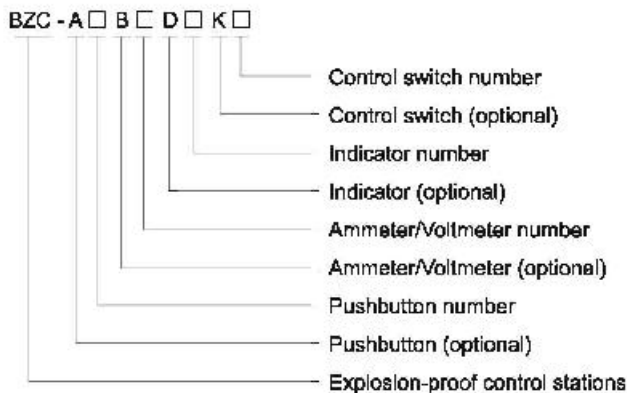 BZC - A □ B □ D □ K □
Control switch number
Control switch (optional)
Indicator number
Indicator (optional)
Ammeter/Voltmeter number
Ammeter/Voltmeter (optional)
Pushbutton number
Pushbutton (optional)
Explosion-proof control stations